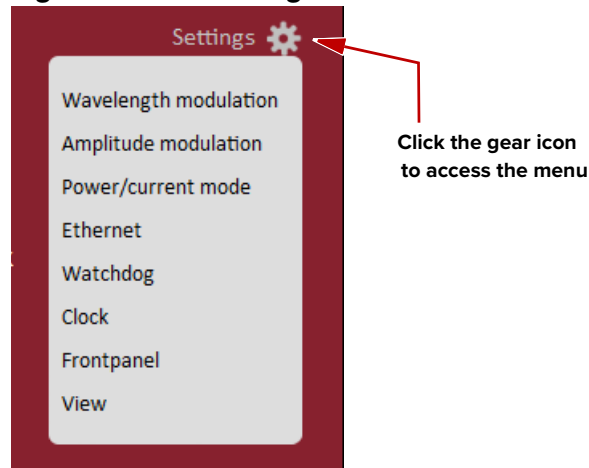 Settings
Wavelength modulation
Amplitude modulation
Click the gear icon
to access the menu
Power/current mode
Ethernet
Watchdog
Clock
Frontpanel
View